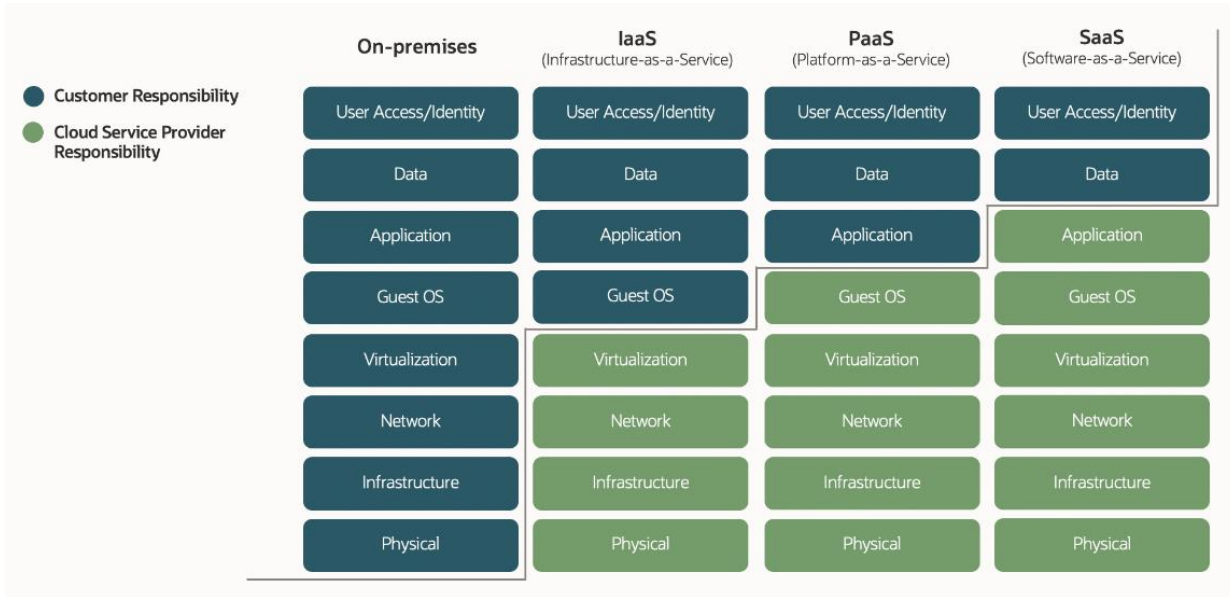 On-premises
IaaS
(Infrastructure-as-a-Service)
PaaS
(Platform-as-a-Service)
SaaS
(Software-as-a-Service)
Customer Responsibility
Cloud Service Provider
Responsibility
User Access/Identity
User Access/Identity
User Access/Identity
User Access/Identity
Data
Data
Data
Data
Application
Application
Application
Application
Guest OS
Guest OS
Guest OS
Guest OS
Virtualization
Virtualization
Virtualization
Virtualization
Network
Network
Network
Network
Infrastructure
Infrastructure
Infrastructure
Infrastructure
Physical
Physical
Physical
Physical